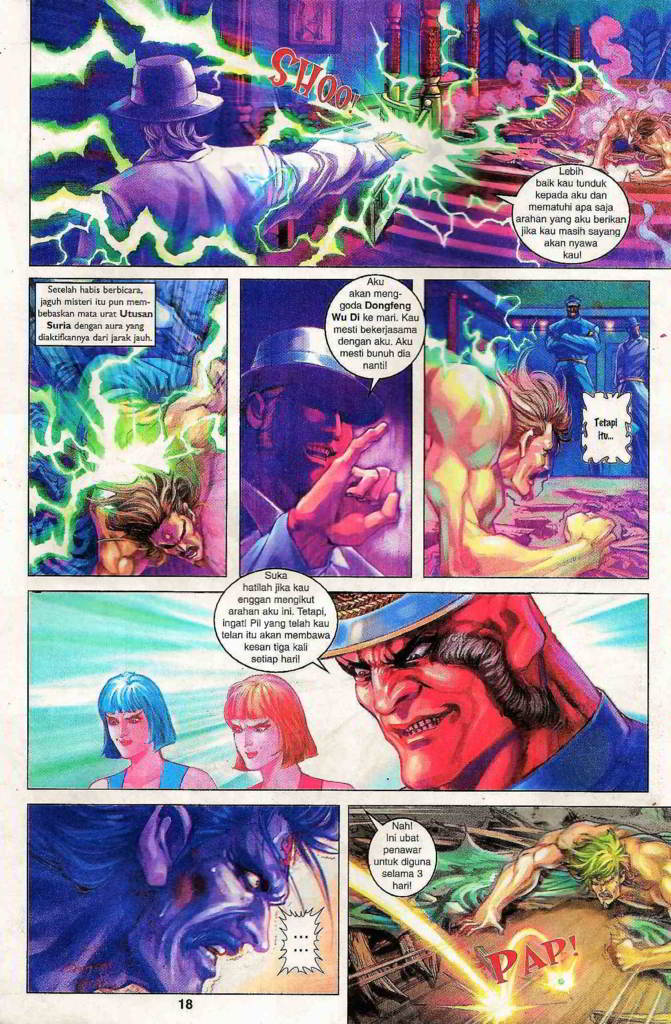 SHOO!
Lebih
baik kau tunduk
kepada aku dan
mematuhi apa saja
arahan yang aku berikan
jika kau masih sayang
akan nyawa
kau!
Setelah habis berbicara,
jaguh misteri itu pun mem-
bebaskan mata urat Utusan
Suria dengan aura yang
diaktifkannya dari jarak jauh.
Aku
akan meng-
goda Dongfeng
Wu Di ke mari. Kau
mesti bekerjasama
dengan aku. Aku
mesti bunuh dia
nanti!
Tetapi
itu...
Suka
hatilah jika kau
enggan mengikut
arahan aku ini. Tetapi,
ingat! Pil yang telah kau
telan itu akan membawa
kesan tiga kali
setiap hari!
...
...
Nah!
Ini ubat
penawar
untuk diguna
selama 3
hari!
PAP!
18